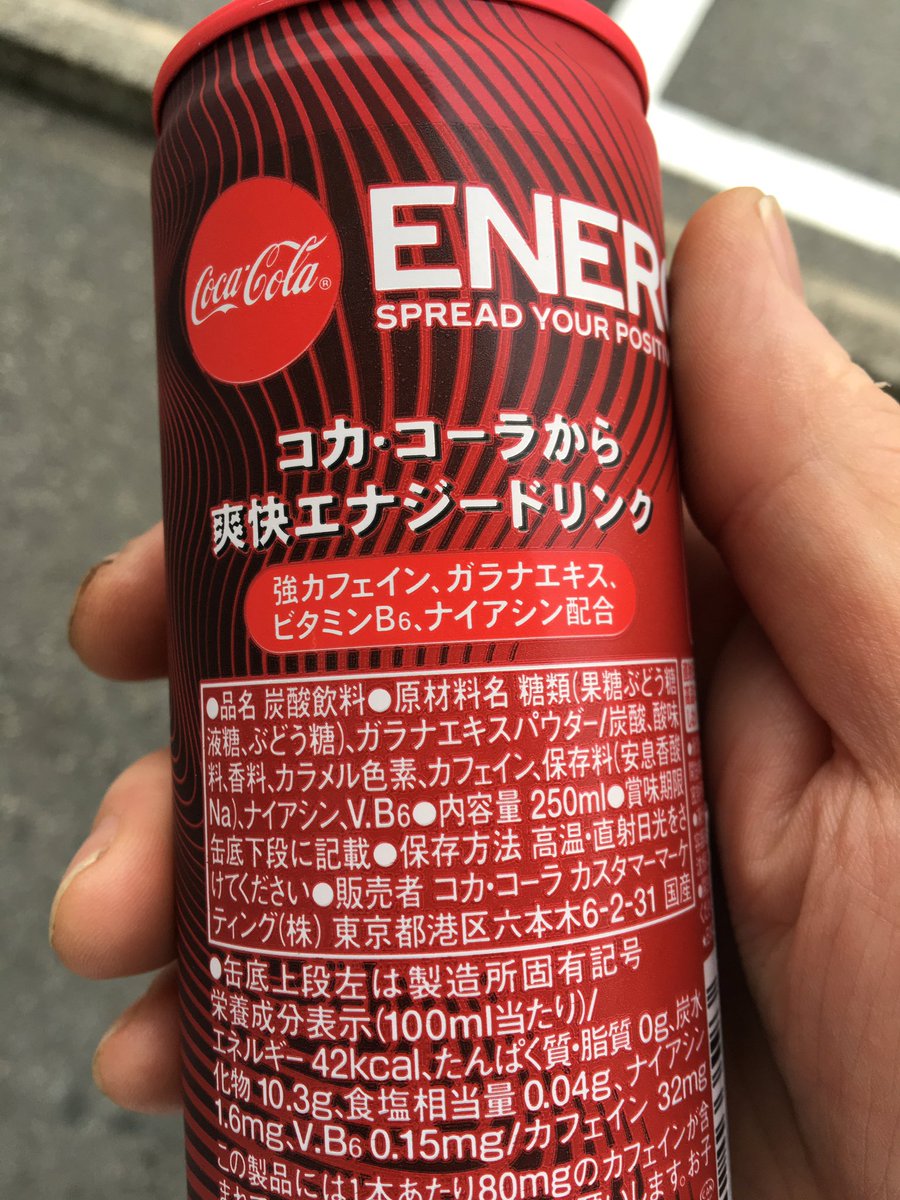 Coca-Cola®
ENERG
SPREAD YOUR POSITI
コカ・コーラから
爽快エナジードリンク
強カフェイン、ガラナエキス、
ビタミンB6、ナイアシン配合
●品名 炭酸飲料●原材料名 糖類(果糖ぶどう糖
液糖、ぶどう糖)、ガラナエキスパウダー/炭酸、酸味
料、香料、カラメル色素、カフェイン、保存料(安息香酸
Na)、ナイアシン、V.B6●内容量 250ml●賞味期限
缶底下段に記載●保存方法 高温・直射日光をさ
けてください●販売者 コカ・コーラ カスタマーマーケ
ティング(株) 東京都港区六本木6-2-31 国産
●缶底上段左は製造所固有記号
栄養成分表示(100ml当たり)/
エネルギー 42kcal、たんぱく質・脂質 0g、炭水
化物 10.3g、食塩相当量 0.04g、ナイアシン
1.6mg、V.B6 0.15mg/カフェイン 32mg
この製品には1本あたり80mgのカフェインが含